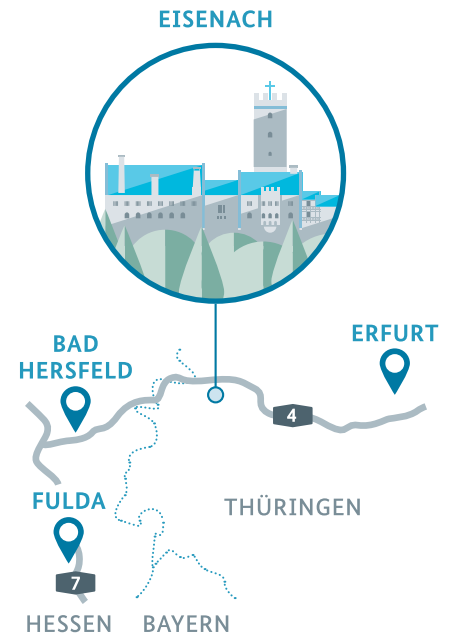 EISENACH
ERFURT
BAD
HERSFELD
4
FULDA
THÜRINGEN
7
HESSEN
BAYERN